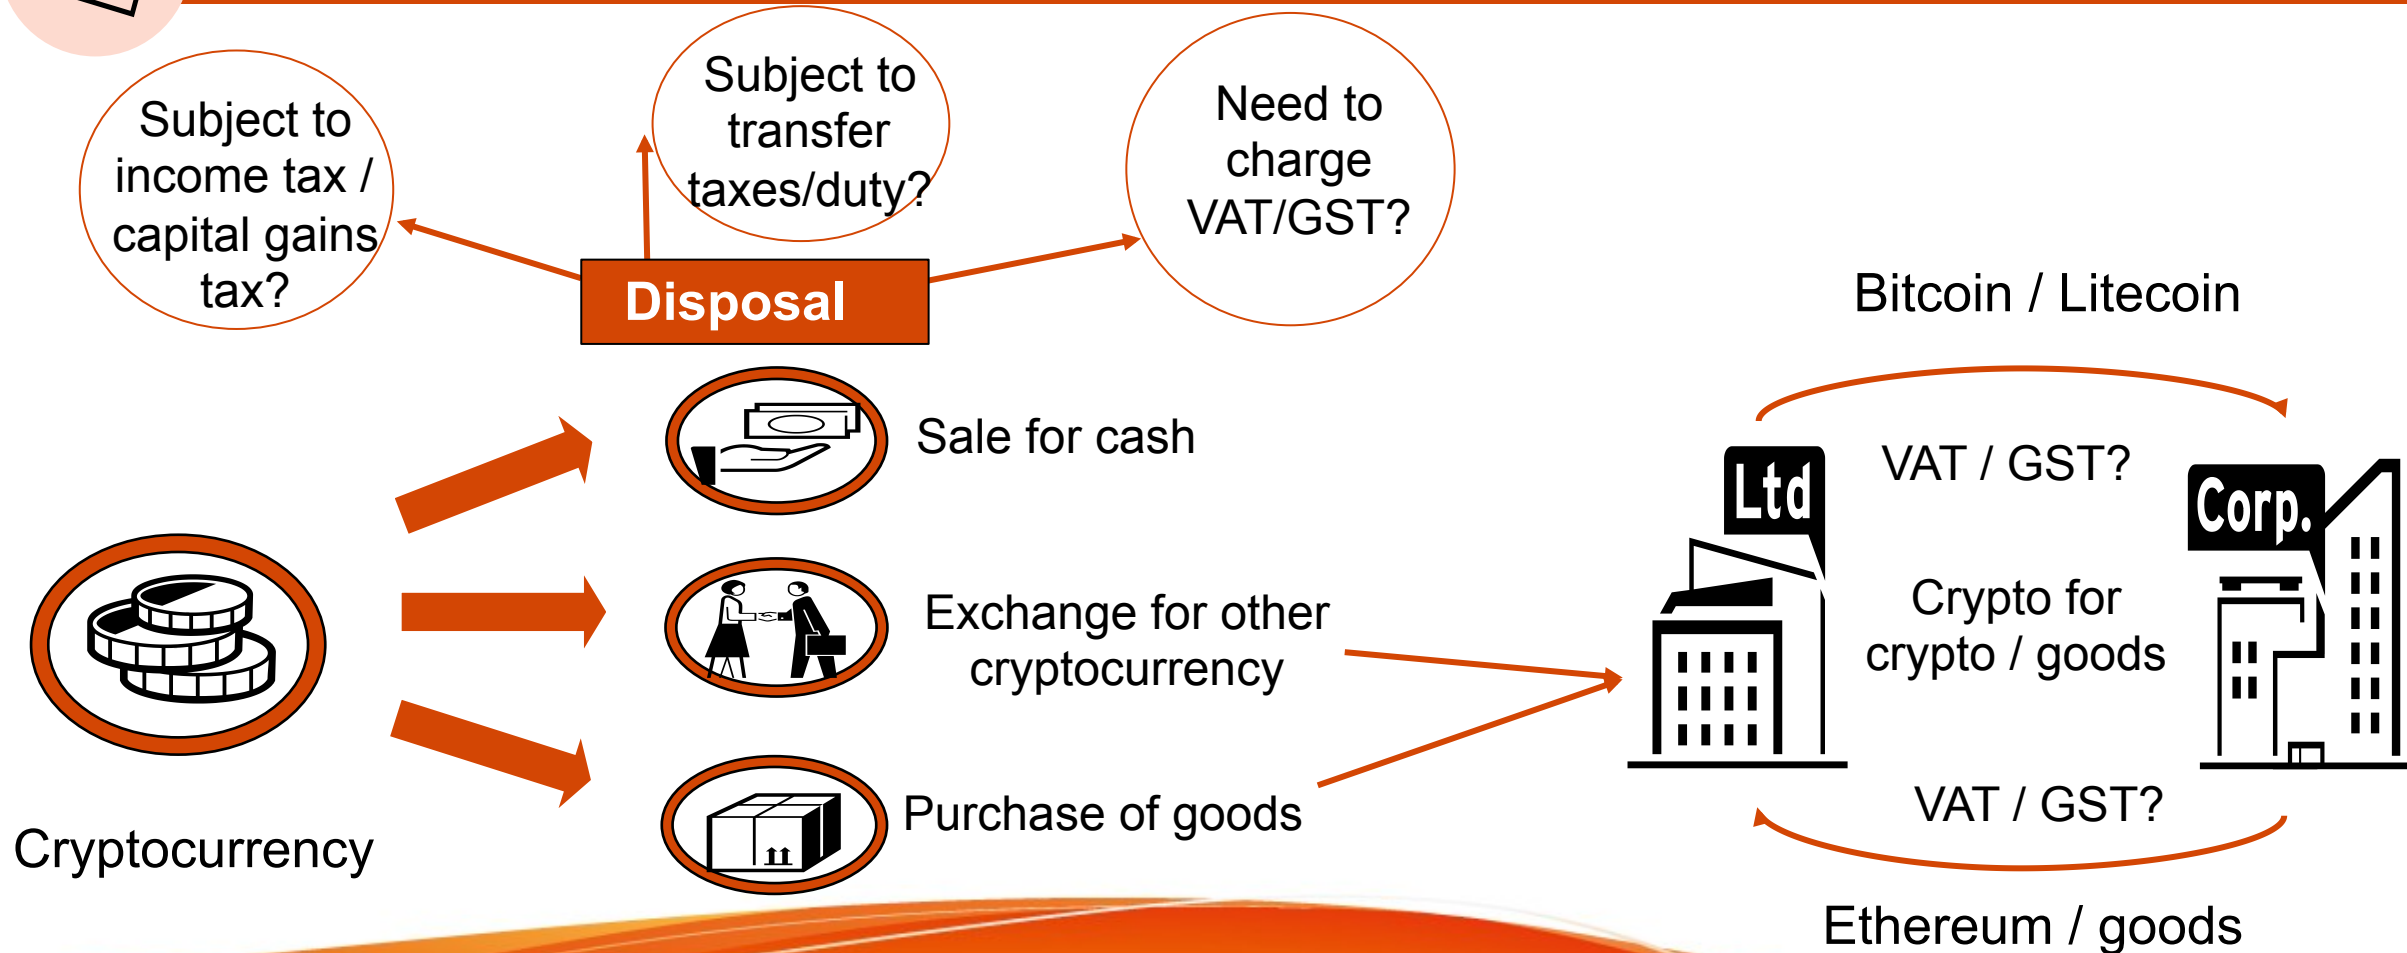 Subject to
income tax /
capital gains
tax?
Subject to
transfer
taxes/duty?
Need to
charge
VAT/GST?
Disposal
Sale for cash
Exchange for other
cryptocurrency
Purchase of goods
Cryptocurrency
Bitcoin / Litecoin
VAT / GST?
Ltd
Corp.
Crypto for
crypto / goods
VAT / GST?
Ethereum / goods